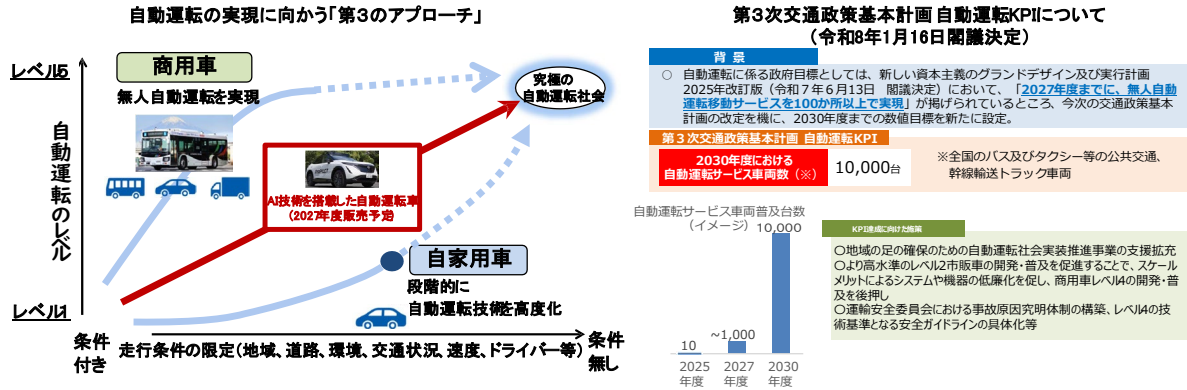 自動運転の実現に向かう「第3のアプローチ」
レベル5
商用車
無人自動運転を実現
究極の
自動運転社会
自動運転のレベル
AI技術を搭載した自動運転車
(2027年度販売予定)
自家用車
段階的に
自動運転技術を高度化
レベル1
条件
付き
走行条件の限定(地域、道路、環境、交通状況、速度、ドライバー等)
条件
無し
第3次交通政策基本計画 自動運転KPIについて
(令和8年1月16日閣議決定)
背 景
○ 自動運転に係る政府目標としては、新しい資本主義のグランドデザイン及び実行計画
2025年改訂版(令和7年6月13日 閣議決定)において、「2027年度までに、無人自動
運転移動サービスを100か所以上で実現」が掲げられているところ、今次の交通政策基本
計画の改定を機に、2030年度までの数値目標を新たに設定。
第3次交通政策基本計画 自動運転KPI
2030年度における
自動運転サービス車両数(※)
10,000台
※全国のバス及びタクシー等の公共交通、
幹線輸送トラック車両
自動運転サービス車両普及台数
(イメージ)
10,000
~1,000
10
2025
年度
2027
年度
2030
年度
KPI達成に向けた施策
○地域の足の確保のための自動運転社会実装推進事業の支援拡充
○より高水準のレベル2市販車の開発・普及を促進することで、スケール
メリットによるシステムや機器の低廉化を促し、商用車レベル4の開発・普
及を後押し
○運輸安全委員会における事故原因究明体制の構築、レベル4の技
術基準となる安全ガイドラインの具体化等